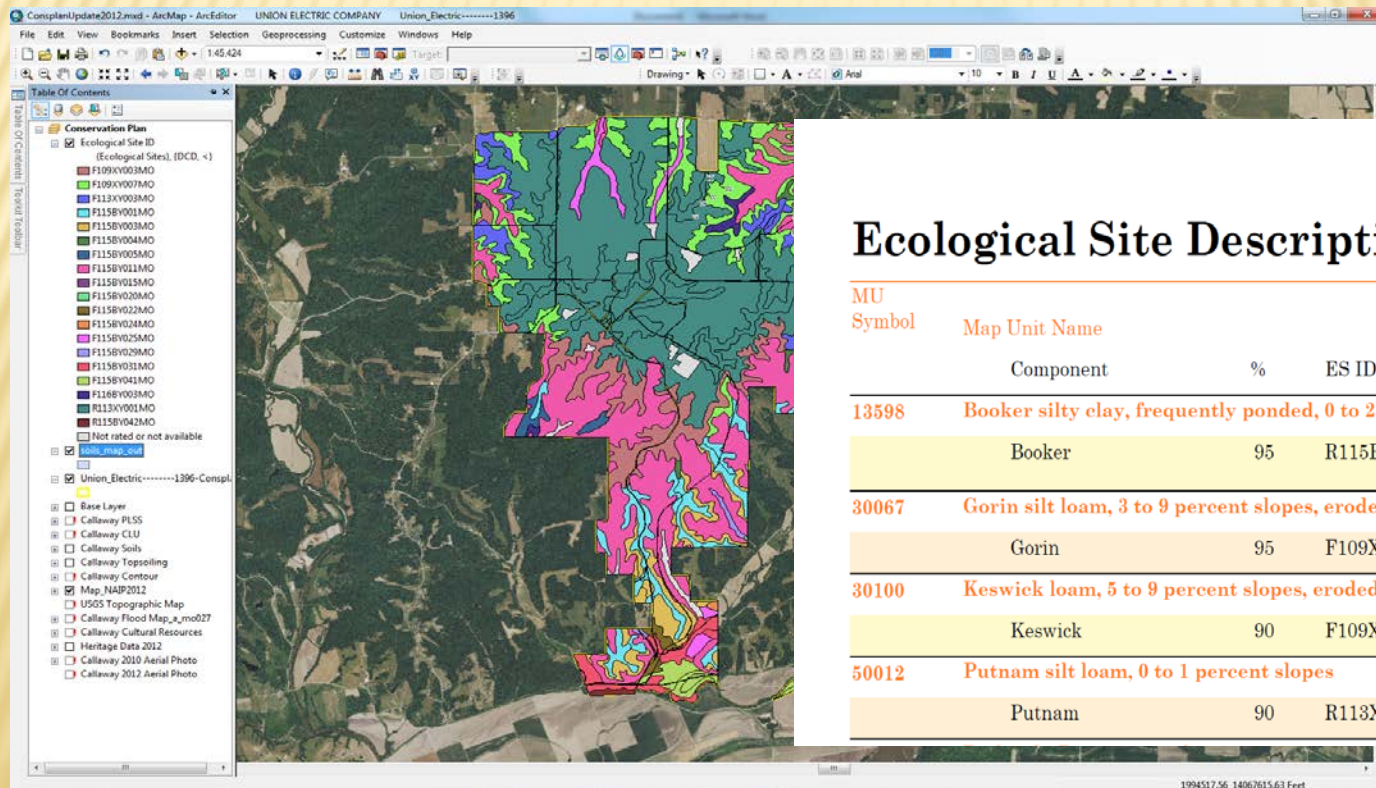 ConsplanUpdate2012.mxd - ArcMap - ArcEditor UNION ELECTRIC COMPANY Union_Electric--------1396
File Edit View Bookmarks Insert Selection Geoprocessing Customize Windows Help
1:45,424 Target:
Drawing Arial 10 B I U A
Table Of Contents
Table Of Contents
Toolkit Toolbar
Conservation Plan
Ecological Site ID
(Ecological Sites), (DCD, <)
F109XY003MO
F109XY007MO
F113XY003MO
F115BY001MO
F115BY003MO
F115BY004MO
F115BY005MO
F115BY011MO
F115BY015MO
F115BY020MO
F115BY022MO
F115BY024MO
F115BY025MO
F115BY029MO
F115BY031MO
F115BY041MO
F116BY003MO
R113XY001MO
R115BY042MO
Not rated or not available
soils_map_out
Union_Electric--------1396-Conspl
Base Layer
Callaway PLSS
Callaway CLU
Callaway Soils
Callaway Topsoiling
Callaway Contour
Map_NAIP2012
USGS Topographic Map
Callaway Flood Map_a_mo027
Callaway Cultural Resources
Heritage Data 2012
Callaway 2010 Aerial Photo
Callaway 2012 Aerial Photo
Ecological Site Descripti
MU
Symbol Map Unit Name
Component % ES ID
13598 Booker silty clay, frequently ponded, 0 to 2
Booker 95 R115B
30067 Gorin silt loam, 3 to 9 percent slopes, erode
Gorin 95 F109X
30100 Keswick loam, 5 to 9 percent slopes, eroded
Keswick 90 F109X
50012 Putnam silt loam, 0 to 1 percent slopes
Putnam 90 R113X
1994517.56 14067615.63 Feet